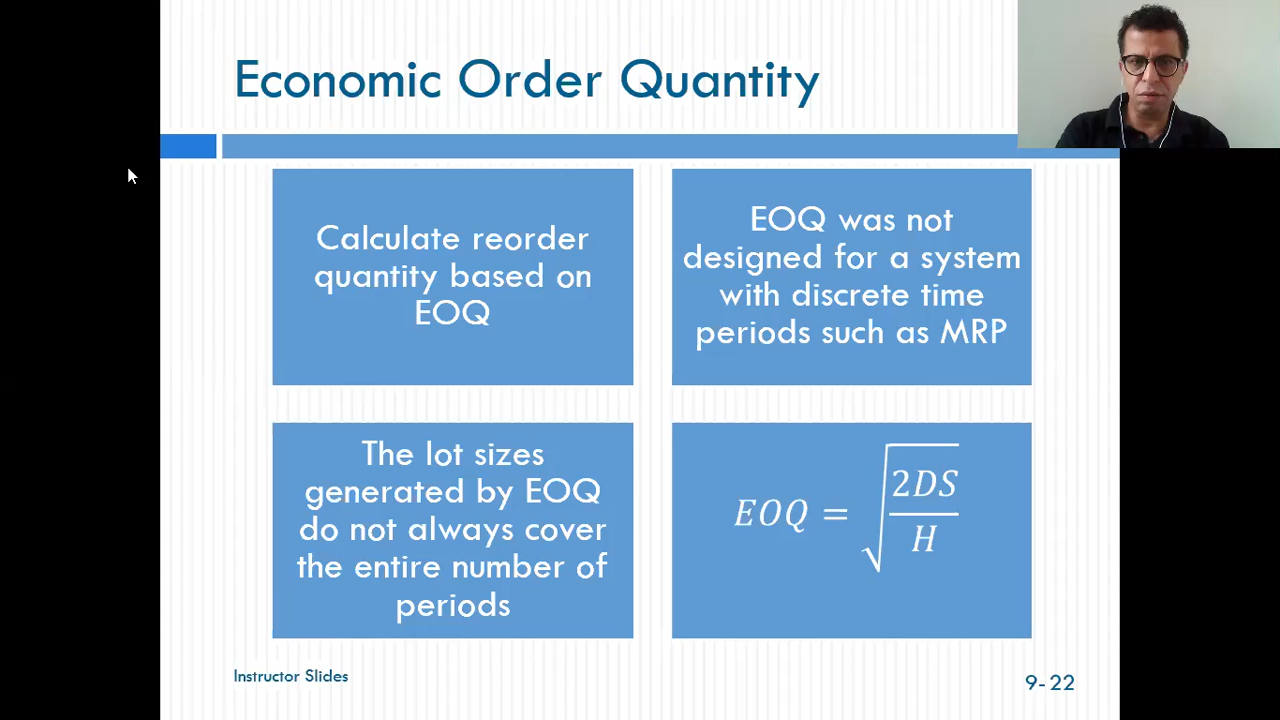 Economic Order Quantity
Calculate reorder
quantity based on
EOQ
EOQ was not
designed for a system
with discrete time
periods such as MRP
The lot sizes
generated by EOQ
do not always cover
the entire number of
periods
EOQ = √(2DS/H)
Instructor Slides
9-22